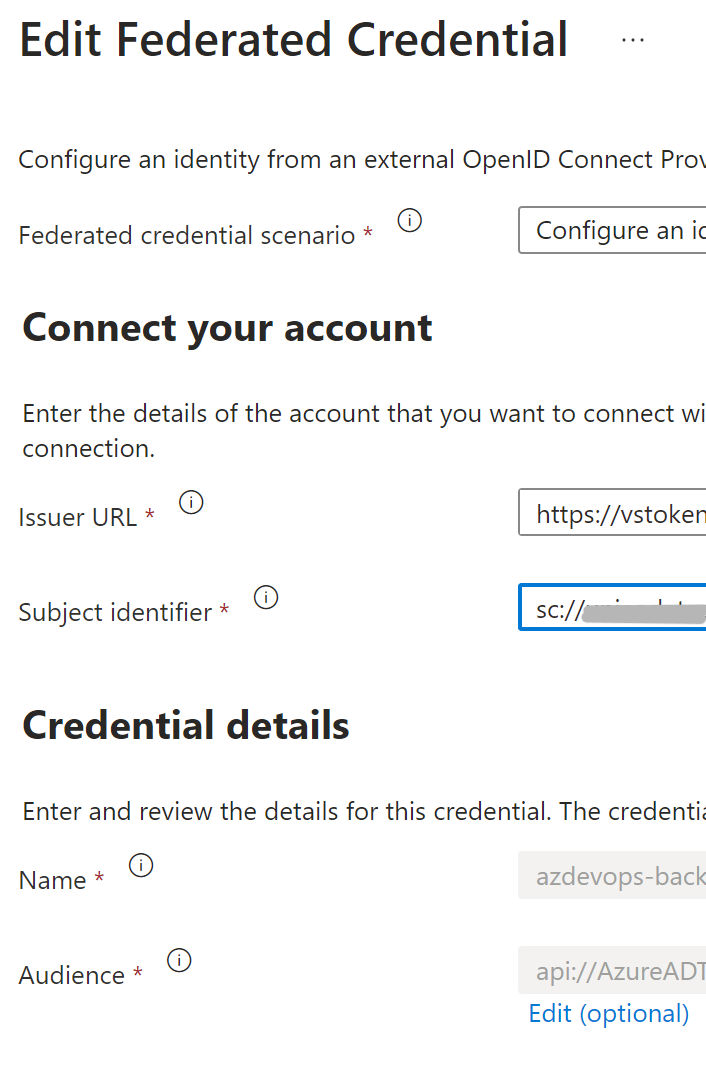 Edit Federated Credential ...
Configure an identity from an external OpenID Connect Prov
Federated credential scenario *
Configure an id
Connect your account
Enter the details of the account that you want to connect wi
connection.
Issuer URL *
https://vstoken
Subject identifier *
sc://
Credential details
Enter and review the details for this credential. The credentia
Name *
azdevops-back
Audience *
api://AzureADT
Edit (optional)